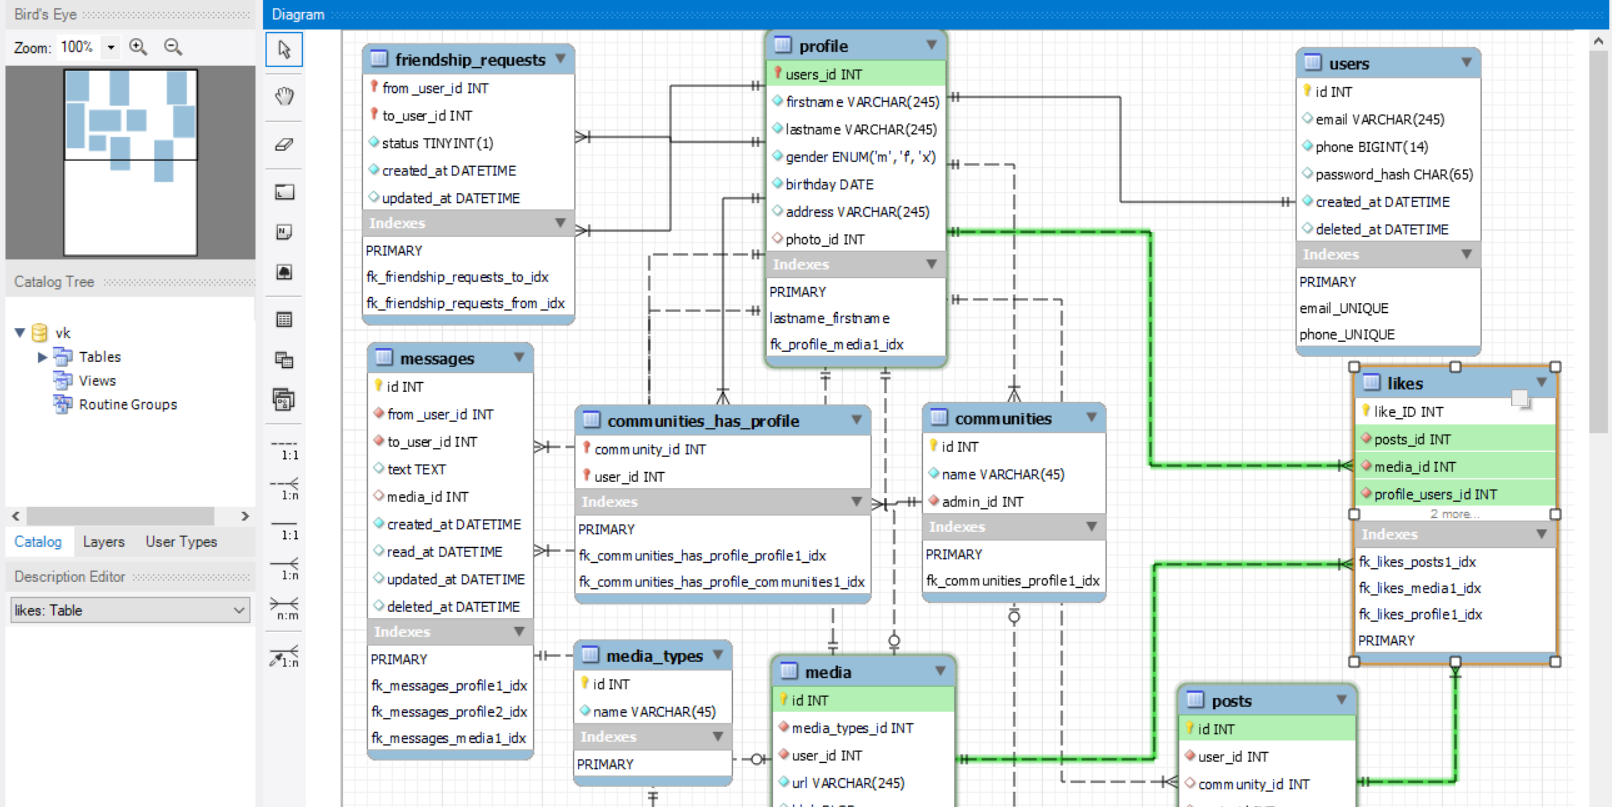 Bird's Eye
Zoom: 100%
Catalog Tree
vk
Tables
Views
Routine Groups
Catalog Layers User Types
Description Editor
likes: Table
Diagram
1:1
1:n
1:1
1:n
n:m
1:n
friendship_requests
from_user_id INT
to_user_id INT
status TINYINT(1)
created_at DATETIME
updated_at DATETIME
Indexes
PRIMARY
fk_friendship_requests_to_idx
fk_friendship_requests_from_idx
profile
users_id INT
firstname VARCHAR(245)
lastname VARCHAR(245)
gender ENUM('m', 'f', 'x')
birthday DATE
address VARCHAR(245)
photo_id INT
Indexes
PRIMARY
lastname_firstname
fk_profile_media1_idx
users
id INT
email VARCHAR(245)
phone BIGINT(14)
password_hash CHAR(65)
created_at DATETIME
deleted_at DATETIME
Indexes
PRIMARY
email_UNIQUE
phone_UNIQUE
messages
id INT
from_user_id INT
to_user_id INT
text TEXT
media_id INT
created_at DATETIME
read_at DATETIME
updated_at DATETIME
deleted_at DATETIME
Indexes
PRIMARY
fk_messages_profile1_idx
fk_messages_profile2_idx
fk_messages_media1_idx
communities_has_profile
community_id INT
user_id INT
Indexes
PRIMARY
fk_communities_has_profile_profile1_idx
fk_communities_has_profile_communities1_idx
communities
id INT
name VARCHAR(45)
admin_id INT
Indexes
PRIMARY
fk_communities_profile1_idx
likes
like_ID INT
posts_id INT
media_id INT
profile_users_id INT
2 more...
Indexes
fk_likes_posts1_idx
fk_likes_media1_idx
fk_likes_profile1_idx
PRIMARY
media_types
id INT
name VARCHAR(45)
Indexes
PRIMARY
media
id INT
media_types_id INT
user_id INT
url VARCHAR(245)
posts
id INT
user_id INT
community_id INT